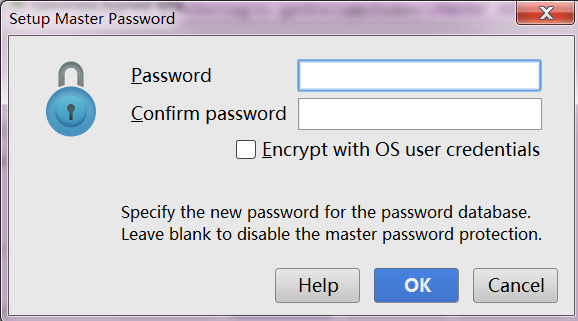 Setup Master Password
Password
Confirm password
Encrypt with OS user credentials
Specify the new password for the password database.
Leave blank to disable the master password protection.
Help
OK
Cancel